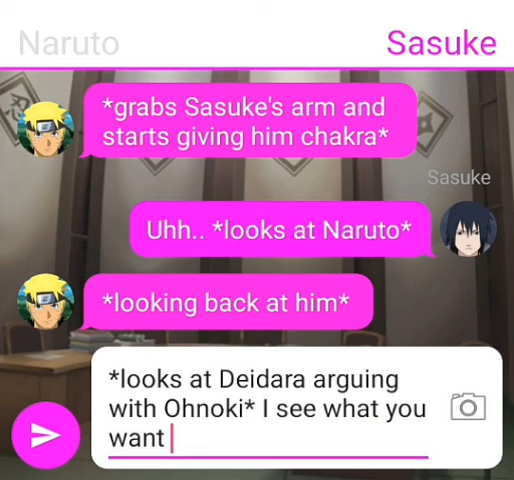 Naruto Sasuke
*grabs Sasuke's arm and
starts giving him chakra*
Sasuke
Uhh.. *looks at Naruto*
*looking back at him*
*looks at Deidara arguing
with Ohnoki* I see what you
want